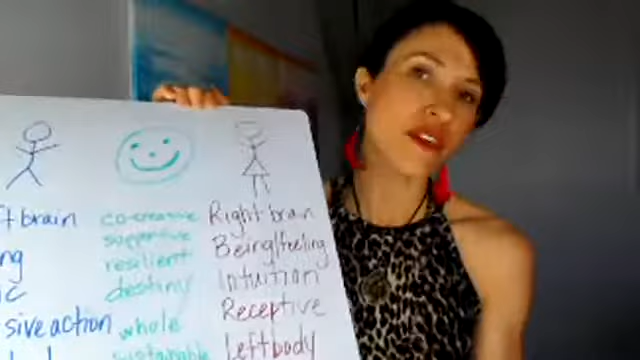 ft brain co-creative Right brain
supportive Being/feeling
ng resilient Intuition
ic destiny Receptive
sive action whole
sustainable Left body